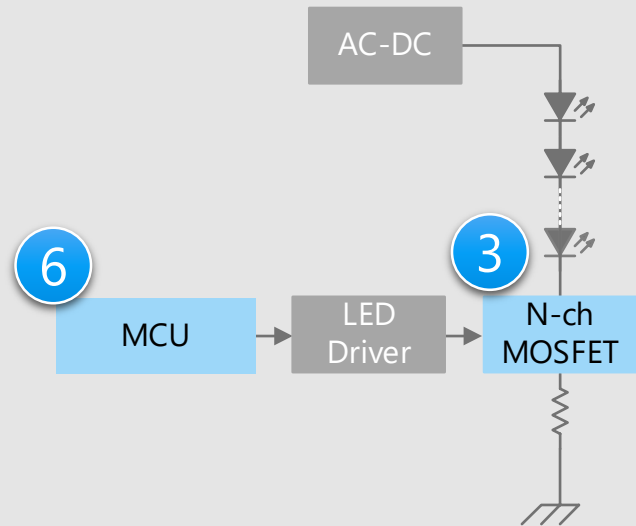 AC-DC
6
MCU
LED
Driver
3
N-ch
MOSFET